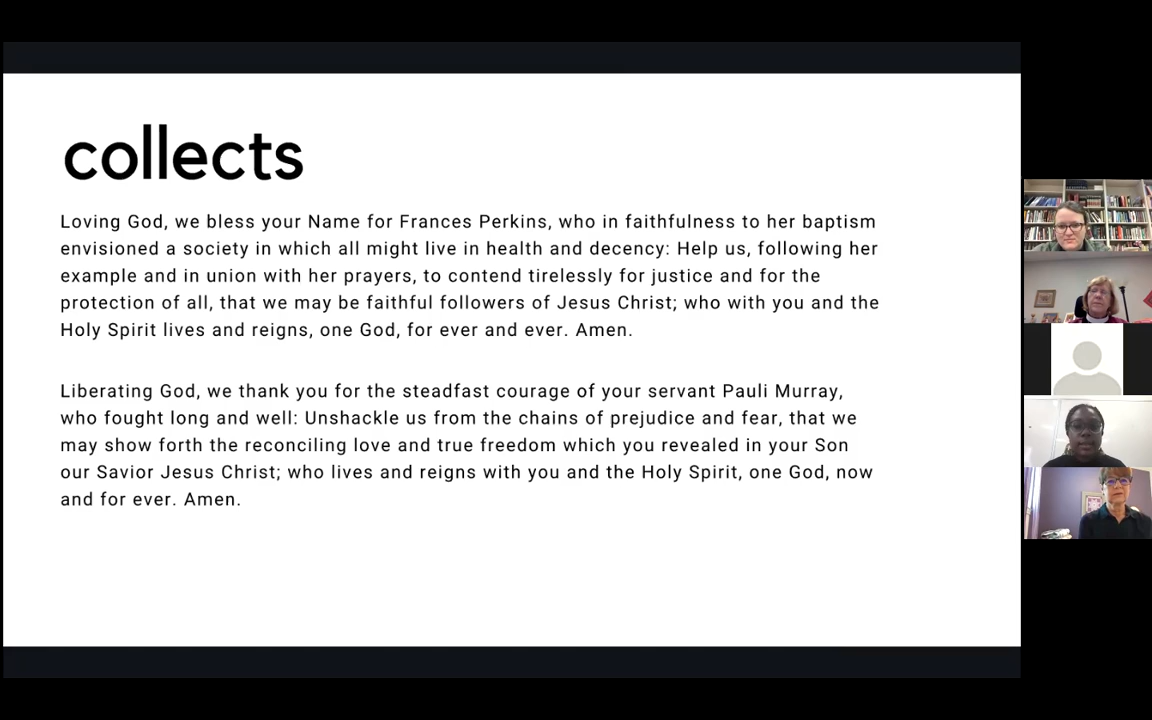 collects
Loving God, we bless your Name for Frances Perkins, who in faithfulness to her baptism
envisioned a society in which all might live in health and decency: Help us, following her
example and in union with her prayers, to contend tirelessly for justice and for the
protection of all, that we may be faithful followers of Jesus Christ; who with you and the
Holy Spirit lives and reigns, one God, for ever and ever. Amen.
Liberating God, we thank you for the steadfast courage of your servant Pauli Murray,
who fought long and well: Unshackle us from the chains of prejudice and fear, that we
may show forth the reconciling love and true freedom which you revealed in your Son
our Savior Jesus Christ; who lives and reigns with you and the Holy Spirit, one God, now
and for ever. Amen.